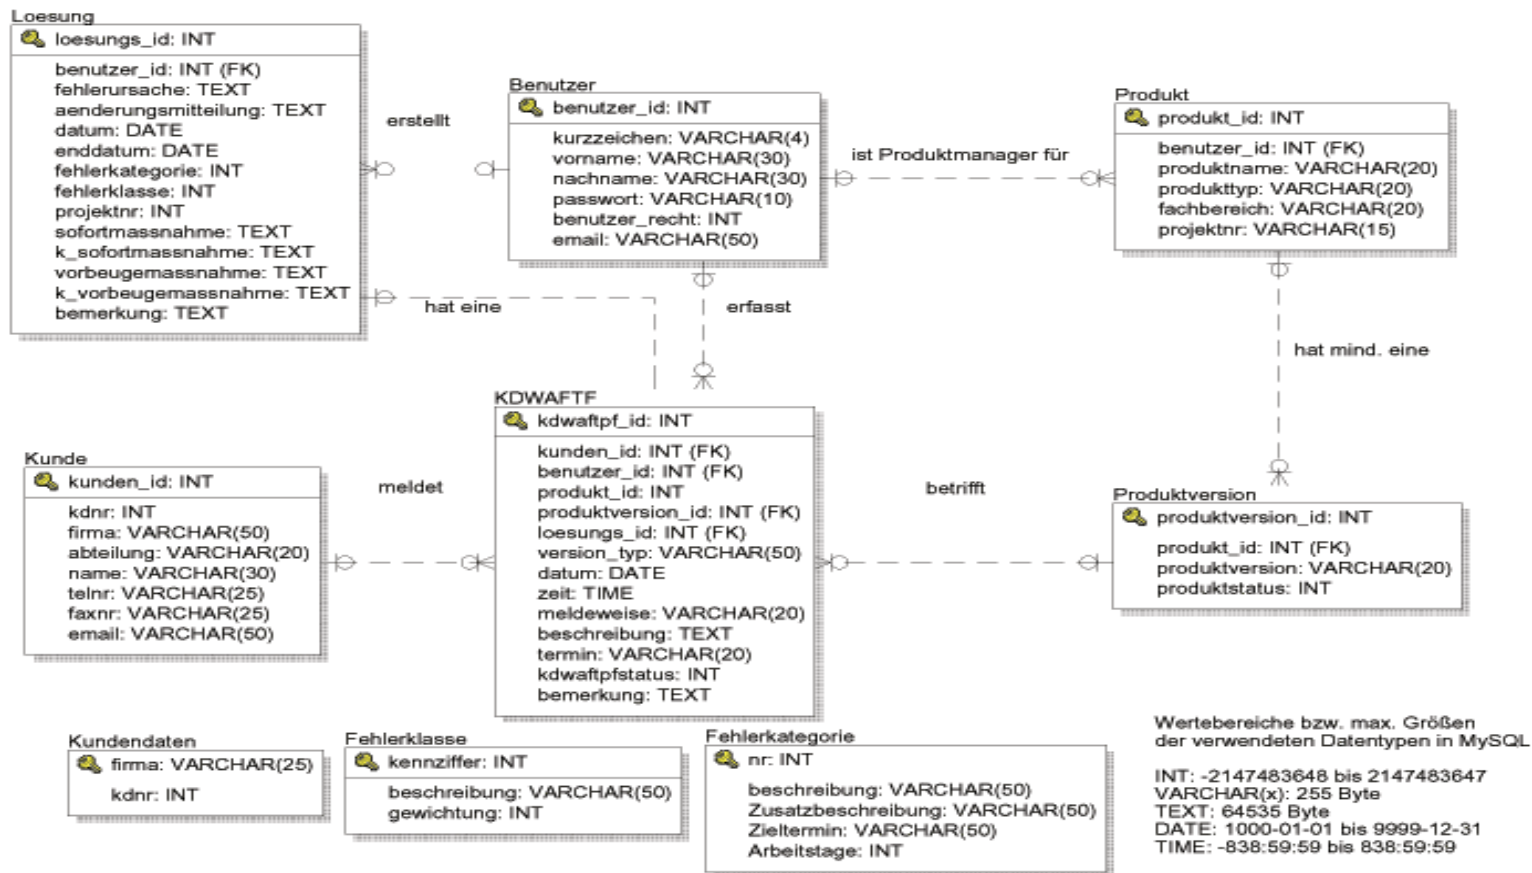 Loesung
loesungs_id: INT
benutzer_id: INT (FK)
fehlerursache: TEXT
aenderungsmitteilung: TEXT
datum: DATE
enddatum: DATE
fehlerkategorie: INT
fehlerklasse: INT
projektnr: INT
sofortmassnahme: TEXT
k_sofortmassnahme: TEXT
vorbeugemassnahme: TEXT
k_vorbeugemassnahme: TEXT
bemerkung: TEXT
erstellt
Benutzer
benutzer_id: INT
kurzzeichen: VARCHAR(4)
vorname: VARCHAR(30)
nachname: VARCHAR(30)
passwort: VARCHAR(10)
benutzer_recht: INT
email: VARCHAR(50)
ist Produktmanager für
Produkt
produkt_id: INT
benutzer_id: INT (FK)
produktname: VARCHAR(20)
produkttyp: VARCHAR(20)
fachbereich: VARCHAR(20)
projektnr: VARCHAR(15)
hat eine
erfasst
hat mind. eine
Kunde
kunden_id: INT
kdnr: INT
firma: VARCHAR(50)
abteilung: VARCHAR(20)
name: VARCHAR(30)
telnr: VARCHAR(25)
faxnr: VARCHAR(25)
email: VARCHAR(50)
meldet
KDWAFTF
kdwaftpf_id: INT
kunden_id: INT (FK)
benutzer_id: INT (FK)
produkt_id: INT
produktversion_id: INT (FK)
loesungs_id: INT (FK)
version_typ: VARCHAR(50)
datum: DATE
zeit: TIME
meldeweise: VARCHAR(20)
beschreibung: TEXT
termin: VARCHAR(20)
kdwaftpfstatus: INT
bemerkung: TEXT
betrifft
Produktversion
produktversion_id: INT
produkt_id: INT (FK)
produktversion: VARCHAR(20)
produktstatus: INT
Kundendaten
firma: VARCHAR(25)
kdnr: INT
Fehlerklasse
kennziffer: INT
beschreibung: VARCHAR(50)
gewichtung: INT
Fehlerkategorie
nr: INT
beschreibung: VARCHAR(50)
Zusatzbeschreibung: VARCHAR(50)
Zieltermin: VARCHAR(50)
Arbeitstage: INT
Wertebereiche bzw. max. Größen
der verwendeten Datentypen in MySQL
INT: -2147483648 bis 2147483647
VARCHAR(x): 255 Byte
TEXT: 64535 Byte
DATE: 1000-01-01 bis 9999-12-31
TIME: -838:59:59 bis 838:59:59